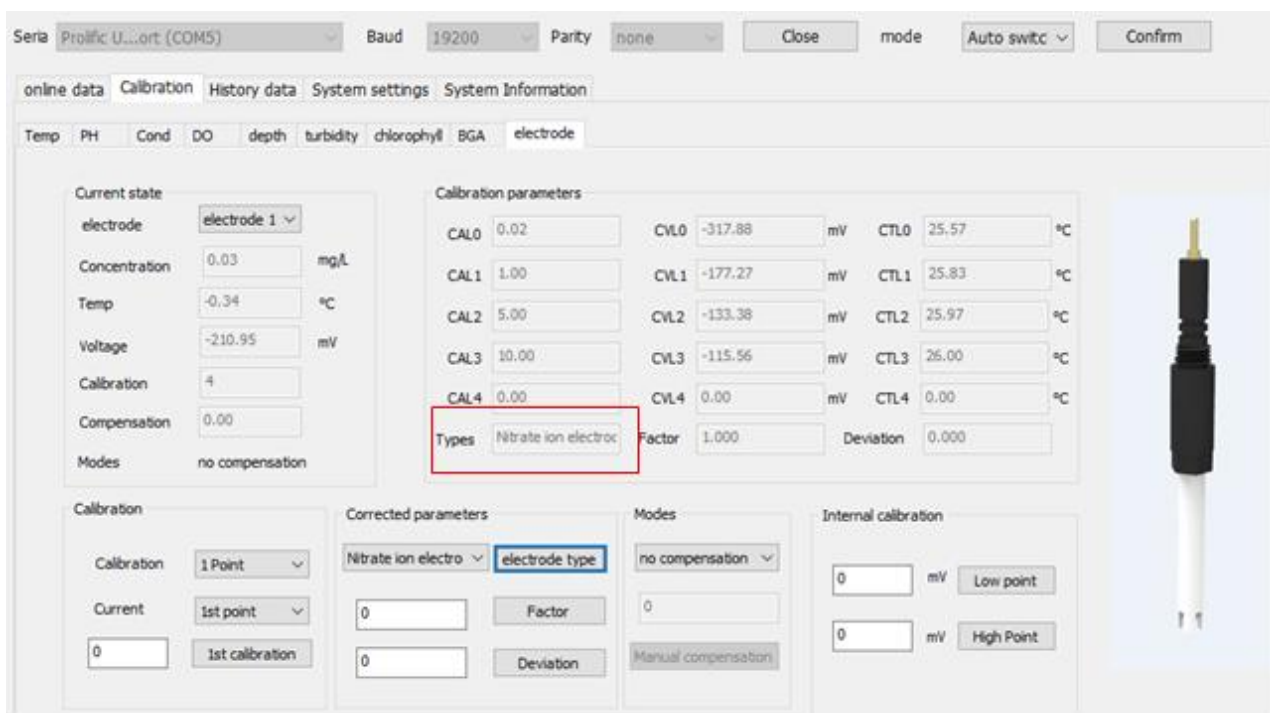 Seria Prolific U....ort (COM5) Baud 19200 Parity none Close mode Auto switc Confirm
online data Calibration History data System settings System Information
Temp PH Cond DO depth turbidity chlorophyll BGA electrode
Current state
electrode electrode 1
Concentration 0.03 mg/L
Temp -0.34 ºC
Voltage -210.95 mV
Calibration 4
Compensation 0.00
Modes no compensation
Calibration parameters
CAL0 0.02 CVL0 -317.88 mV CTL0 25.57 ºC
CAL1 1.00 CVL1 -177.27 mV CTL1 25.83 ºC
CAL2 5.00 CVL2 -133.38 mV CTL2 25.97 ºC
CAL3 10.00 CVL3 -115.56 mV CTL3 26.00 ºC
CAL4 0.00 CVL4 0.00 mV CTL4 0.00 ºC
Types Nitrate ion electroc Factor 1.000 Deviation 0.000
Calibration
Calibration 1 Point
Current 1st point
0 1st calibration
Corrected parameters
Nitrate ion electro electrode type
0 Factor
0 Deviation
Modes
no compensation
0
Manual compensation
Internal calibration
0 mV Low point
0 mV High Point